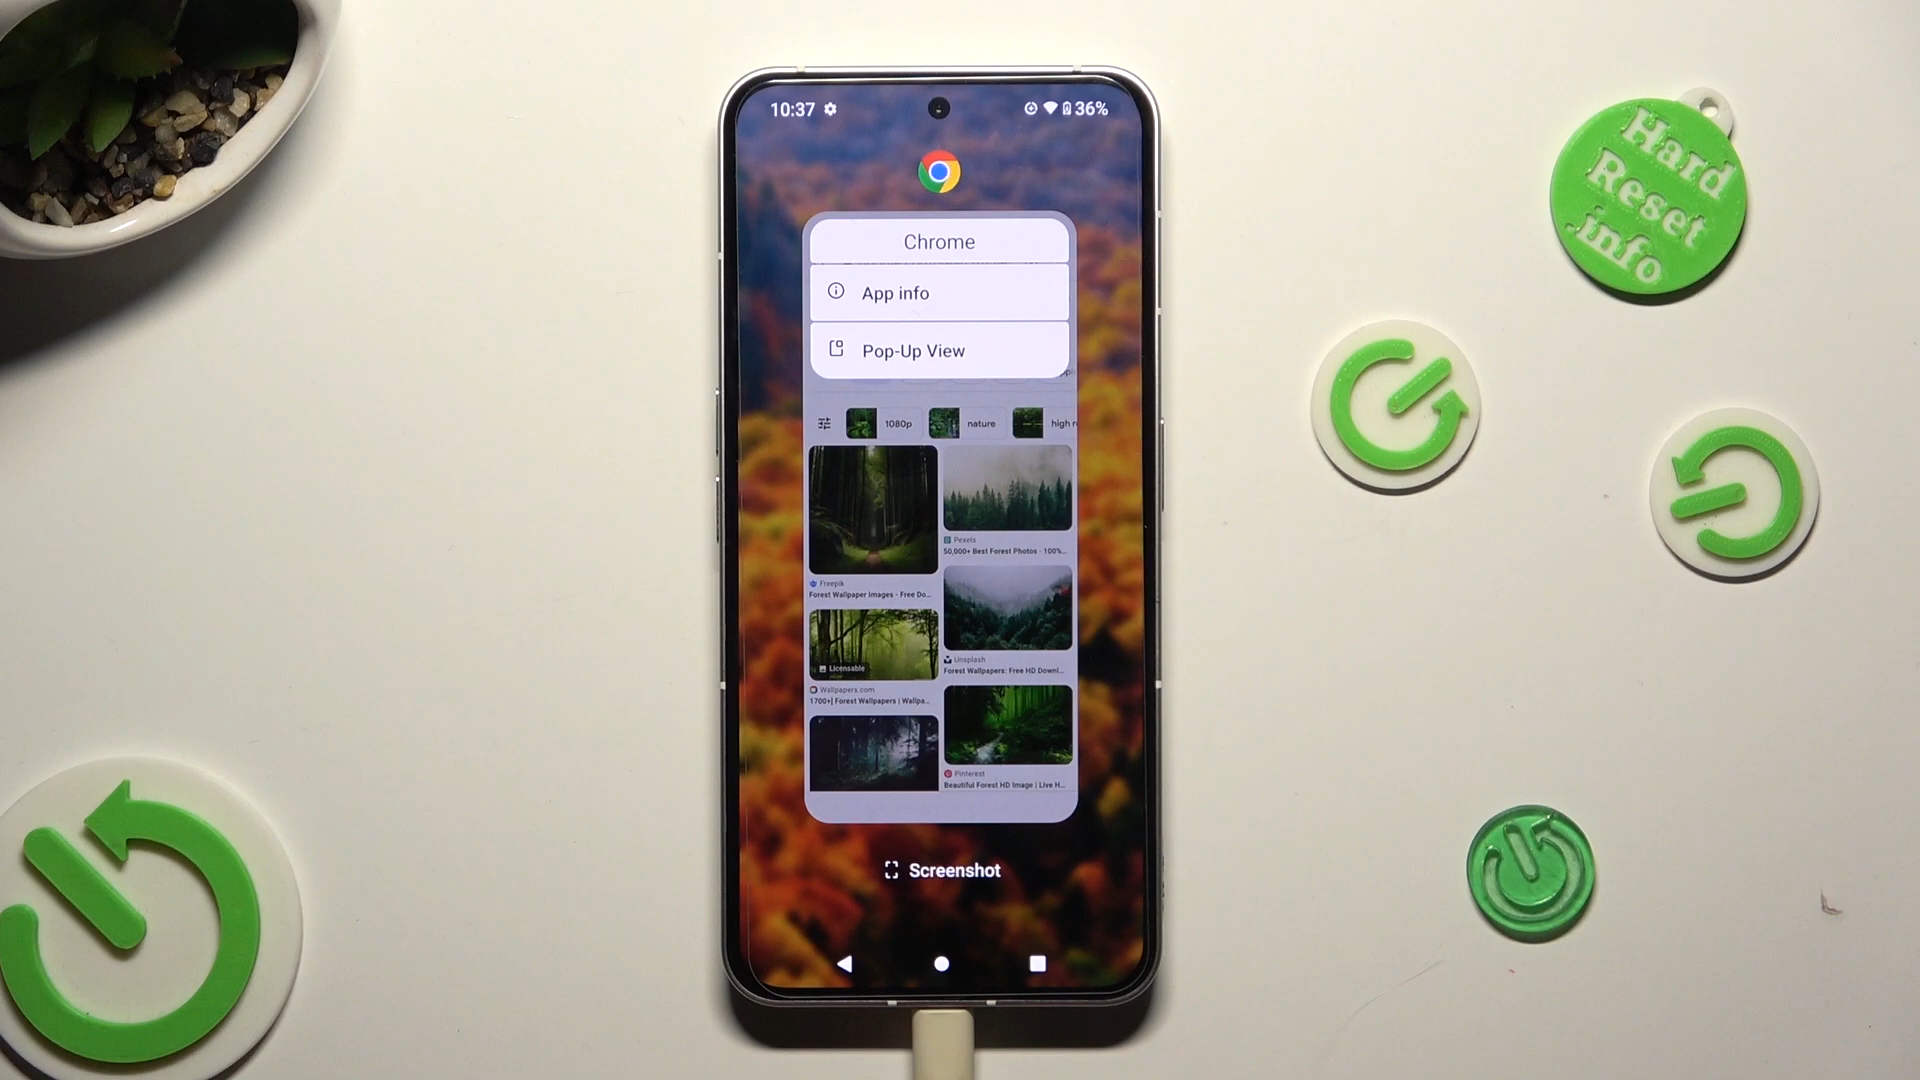 10:37
36%
Chrome
App info
Pop-Up View
1080p
nature
high r
Pexels
50,000+ Best Forest Photos · 100%...
Freepik
Forest Wallpaper Images - Free Do...
Licensable
Unsplash
Forest Wallpapers: Free HD Downl...
Wallpapers.com
1700+] Forest Wallpapers | Wallpa...
Pinterest
Beautiful Forest HD Image | Live H...
Screenshot
Hard
Reset
.info